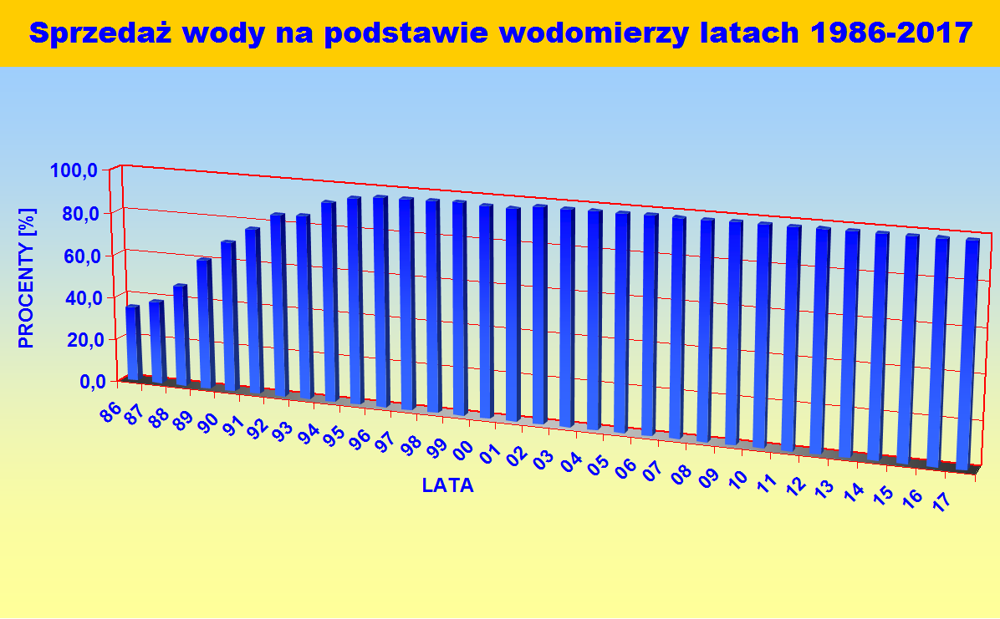 Sprzedaż wody na podstawie wodomierzy latach 1986-2017
PROCENTY [%]
100,0
80,0
60,0
40,0
20,0
0,0
86 87 88 89 90 91 92 93 94 95 96 97 98 99 00 01 02 03 04 05 06 07 08 09 10 11 12 13 14 15 16 17
LATA